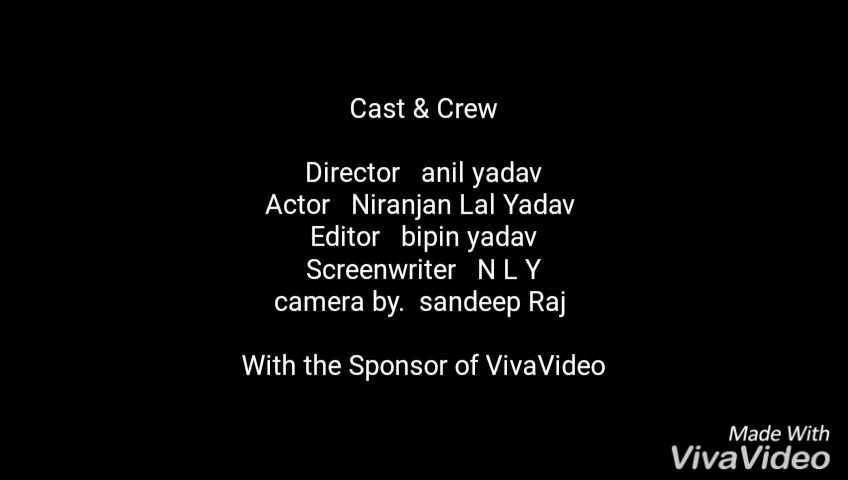 Cast & Crew
Director anil yadav
Actor Niranjan Lal Yadav
Editor bipin yadav
Screenwriter N L Y
camera by. sandeep Raj
With the Sponsor of VivaVideo
Made With
VivaVideo